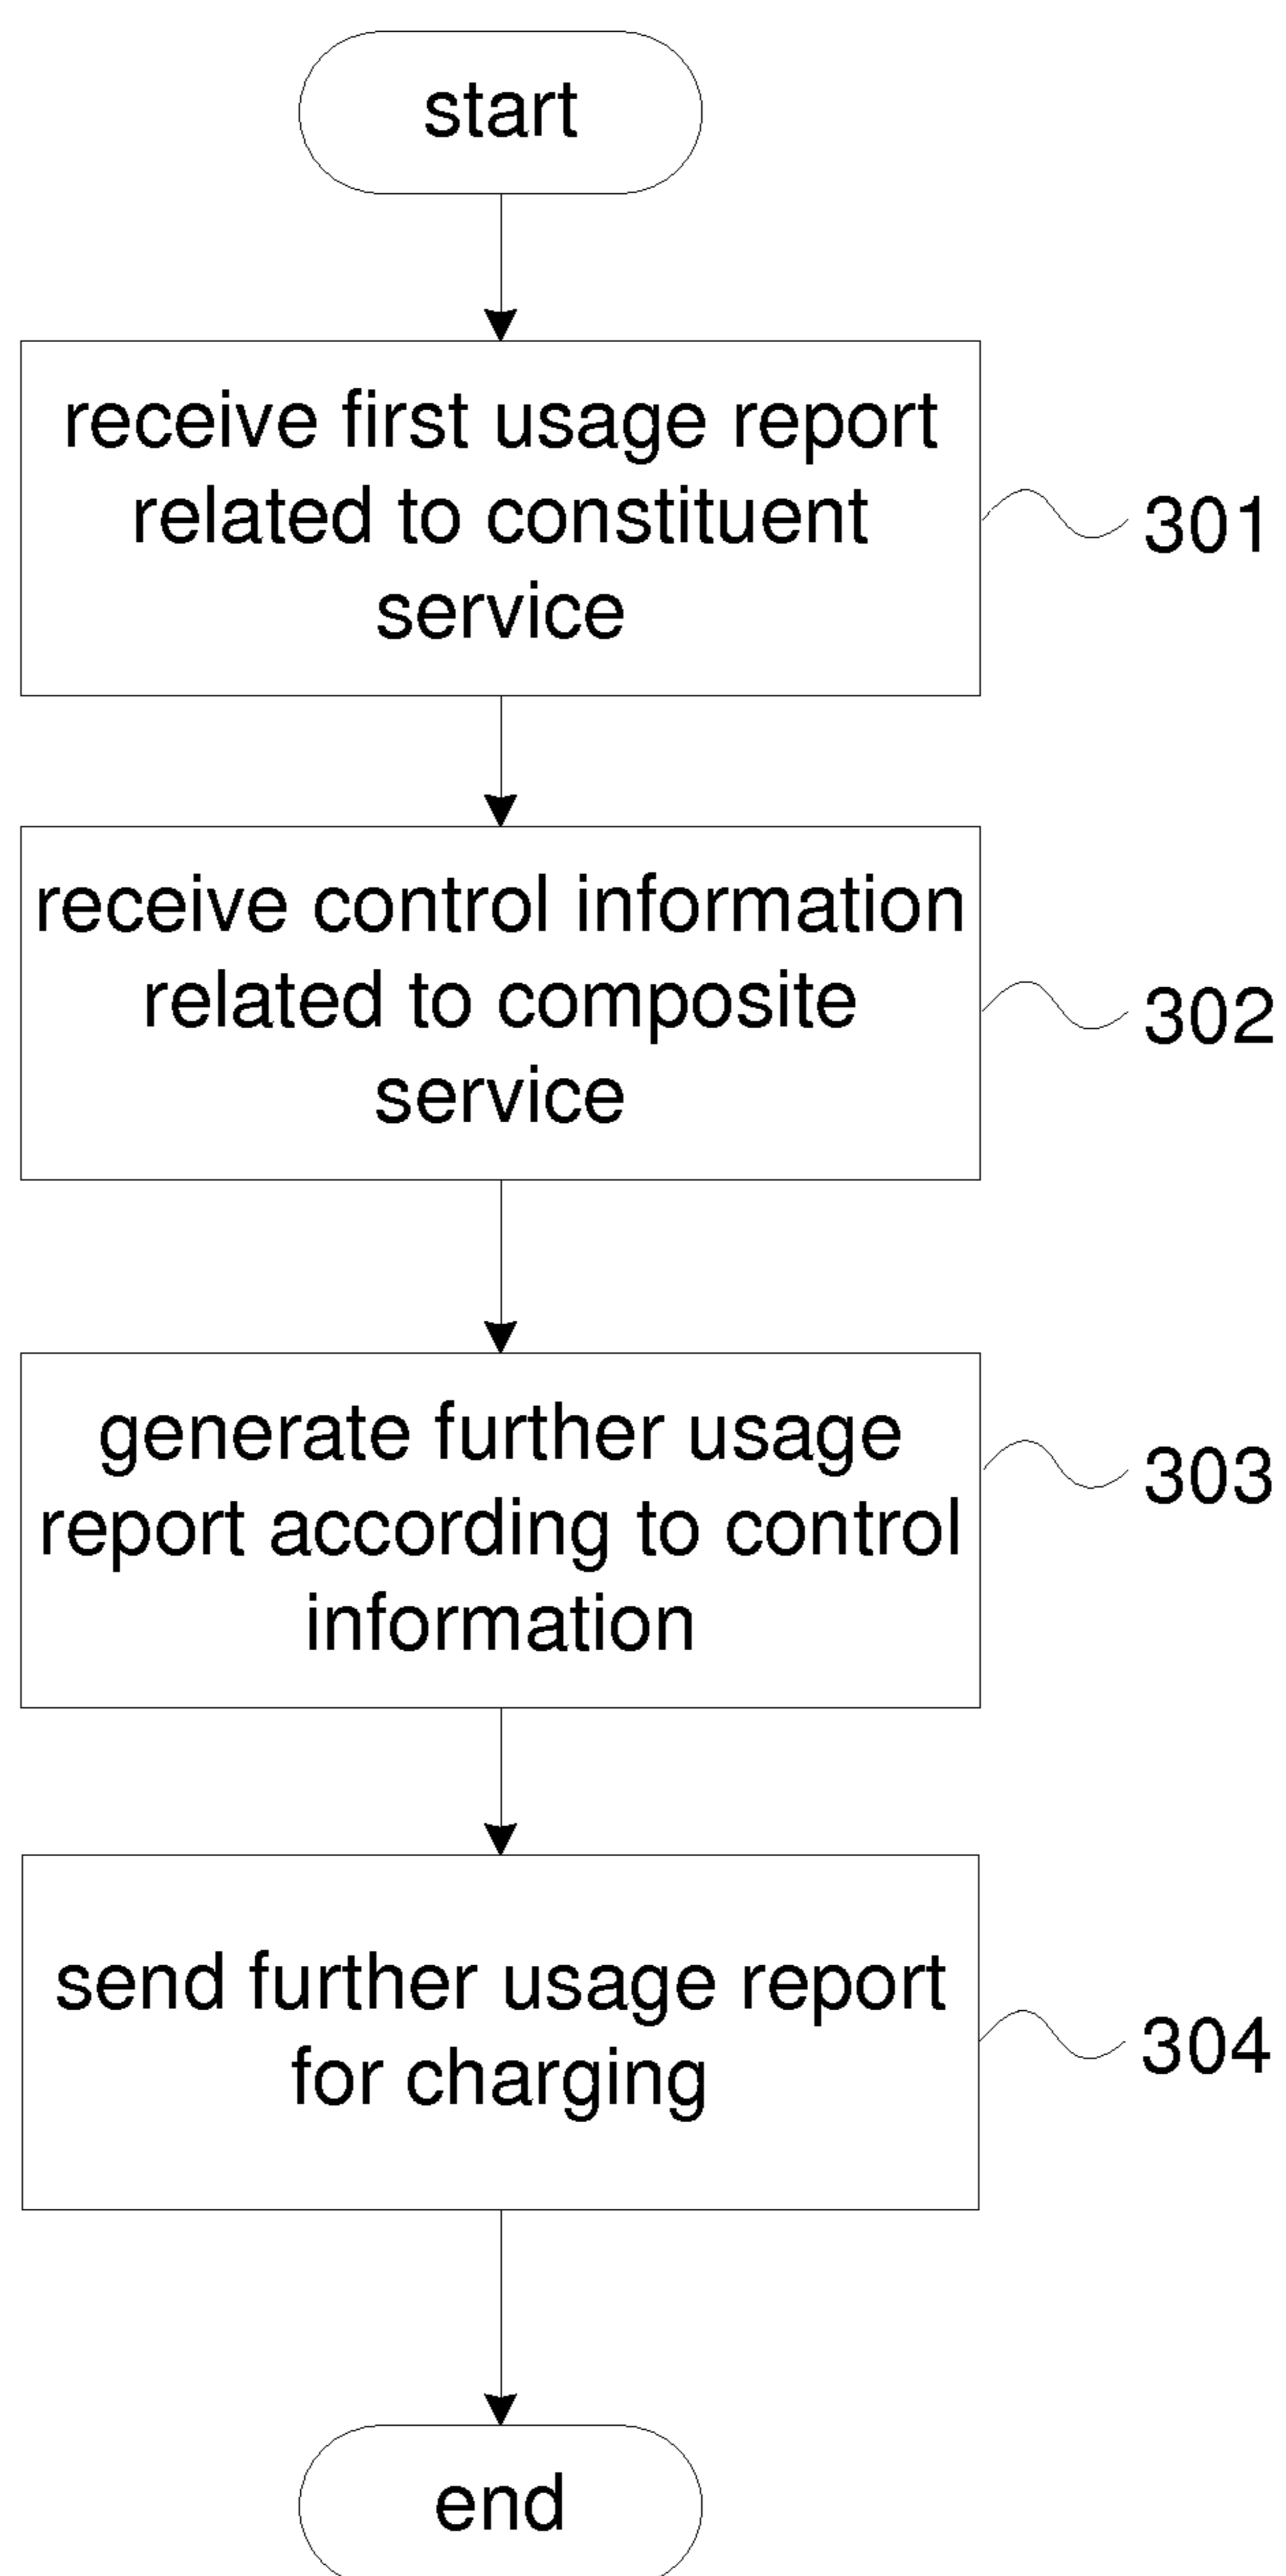 start
receive first usage report
related to constituent
service
301
receive control information
related to composite
service
302
generate further usage
report according to control
information
303
send further usage report
for charging
304
end